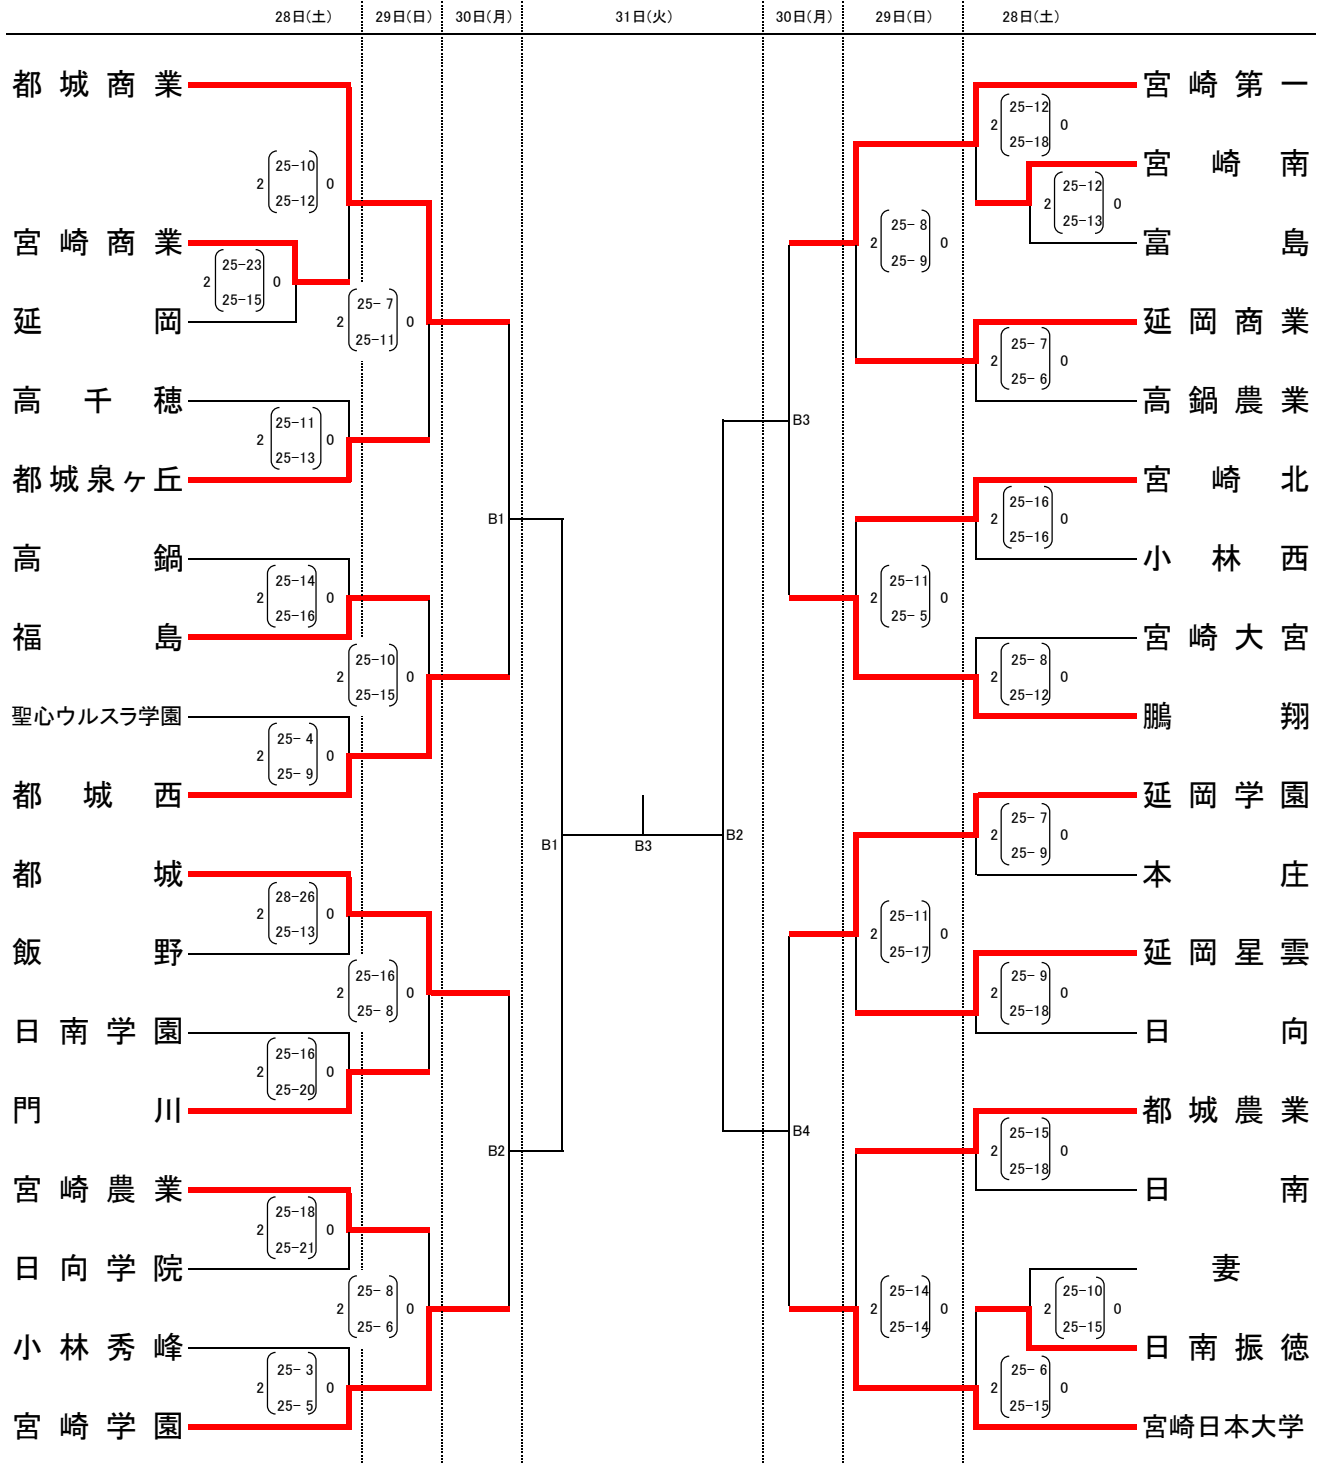 28日(土) 29日(日) 30日(月) 31日(火) 30日(月) 29日(日) 28日(土)
都城商業
2 25-10 0
25-12
宮崎商業
2 25-23 0
25-15
延岡
2 25- 7 0
25-11
高千穂
2 25-11 0
25-13
都城泉ヶ丘
B1
高鍋
2 25-14 0
25-16
福島
2 25-10 0
25-15
聖心ウルスラ学園
2 25- 4 0
25- 9
都城西
B1
B3
B2
都城
2 28-26 0
25-13
飯野
2 25-16 0
25- 8
日南学園
2 25-16 0
25-20
門川
B2
宮崎農業
2 25-18 0
25-21
日向学院
2 25- 8 0
25- 6
小林秀峰
2 25- 3 0
25- 5
宮崎学園
宮崎第一
2 25-12 0
25-18
宮崎南
2 25-12 0
25-13
富島
2 25- 8 0
25- 9
延岡商業
2 25- 7 0
25- 6
高鍋農業
B3
宮崎北
2 25-16 0
25-16
小林西
2 25-11 0
25- 5
宮崎大宮
2 25- 8 0
25-12
鵬翔
延岡学園
2 25- 7 0
25- 9
本庄
2 25-11 0
25-17
延岡星雲
2 25- 9 0
25-18
日向
都城農業
B4
2 25-15 0
25-18
日南
妻
2 25-14 0
25-14
2 25-10 0
25-15
日南振徳
2 25- 6 0
25-15
宮崎日本大学